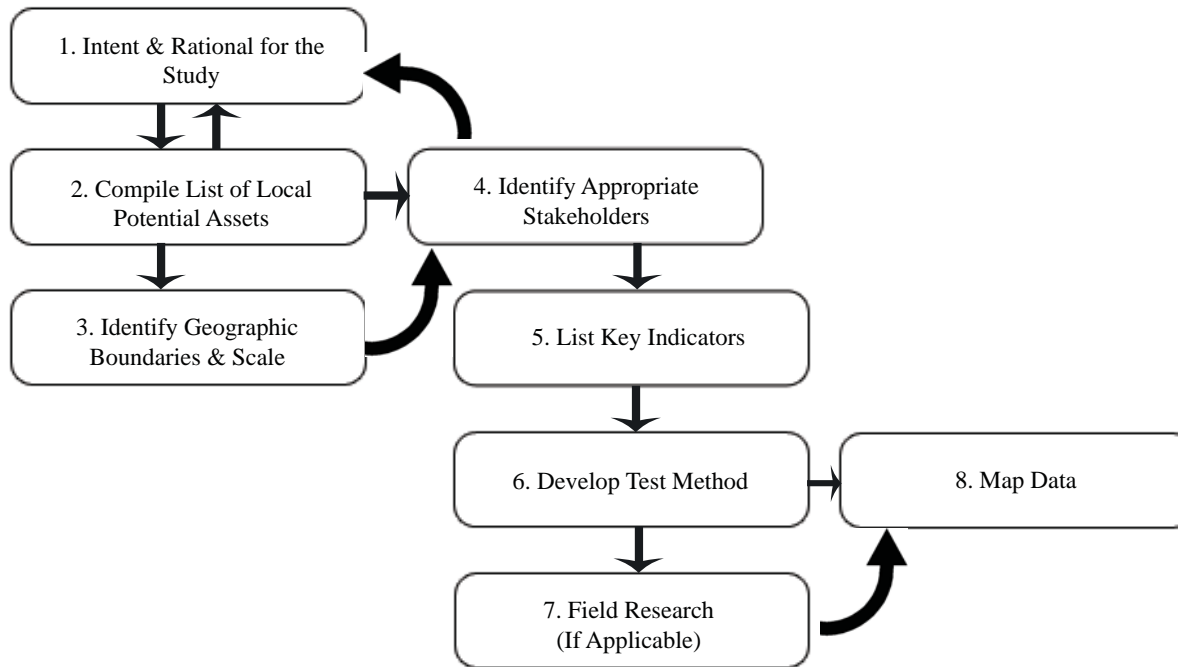 1. Intent & Rational for the
Study
2. Compile List of Local
Potential Assets
3. Identify Geographic
Boundaries & Scale
4. Identify Appropriate
Stakeholders
5. List Key Indicators
6. Develop Test Method
7. Field Research
(If Applicable)
8. Map Data